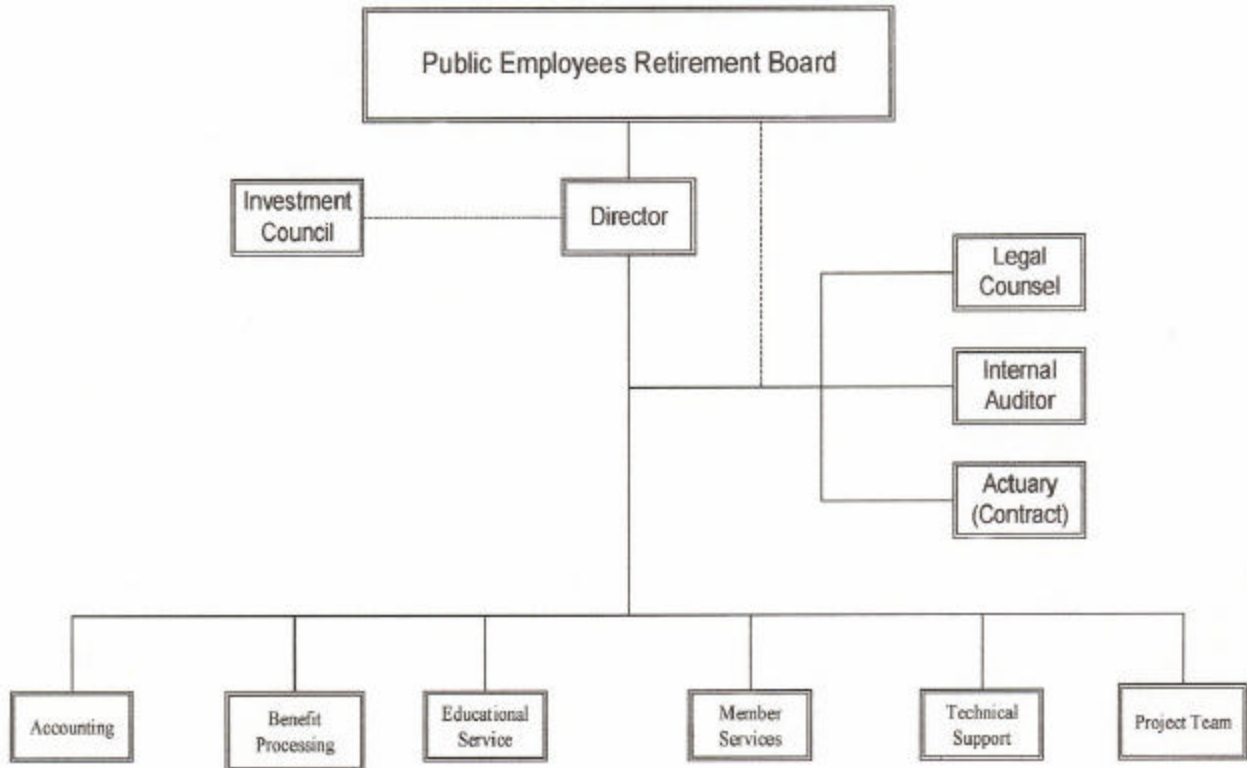 Public Employees Retirement Board
Investment
Council
Director
Legal
Counsel
Internal
Auditor
Actuary
(Contract)
Accounting
Benefit
Processing
Educational
Service
Member
Services
Technical
Support
Project Team